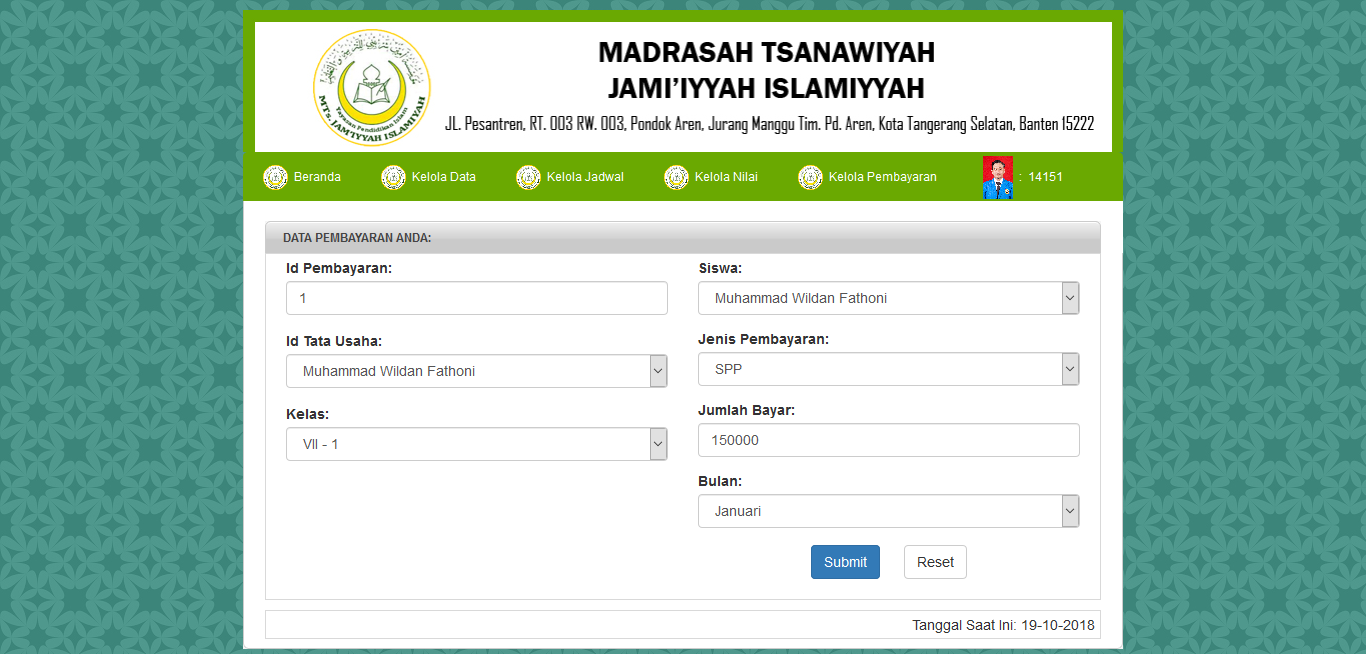 MADRASAH TSANAWIYAH
JAMI'IYYAH ISLAMIYYAH
JL. Pesantren, RT. 003 RW. 003, Pondok Aren, Jurang Manggu Tim. Pd. Aren, Kota Tangerang Selatan, Banten 15222
Yayasan Pendidikan Islam
MTs. JAM'IYYAH ISLAMIYAH
Beranda
Kelola Data
Kelola Jadwal
Kelola Nilai
Kelola Pembayaran
: 14151
DATA PEMBAYARAN ANDA:
Id Pembayaran:
1
Id Tata Usaha:
Muhammad Wildan Fathoni
Kelas:
VII - 1
Siswa:
Muhammad Wildan Fathoni
Jenis Pembayaran:
SPP
Jumlah Bayar:
150000
Bulan:
Januari
Submit
Reset
Tanggal Saat Ini: 19-10-2018